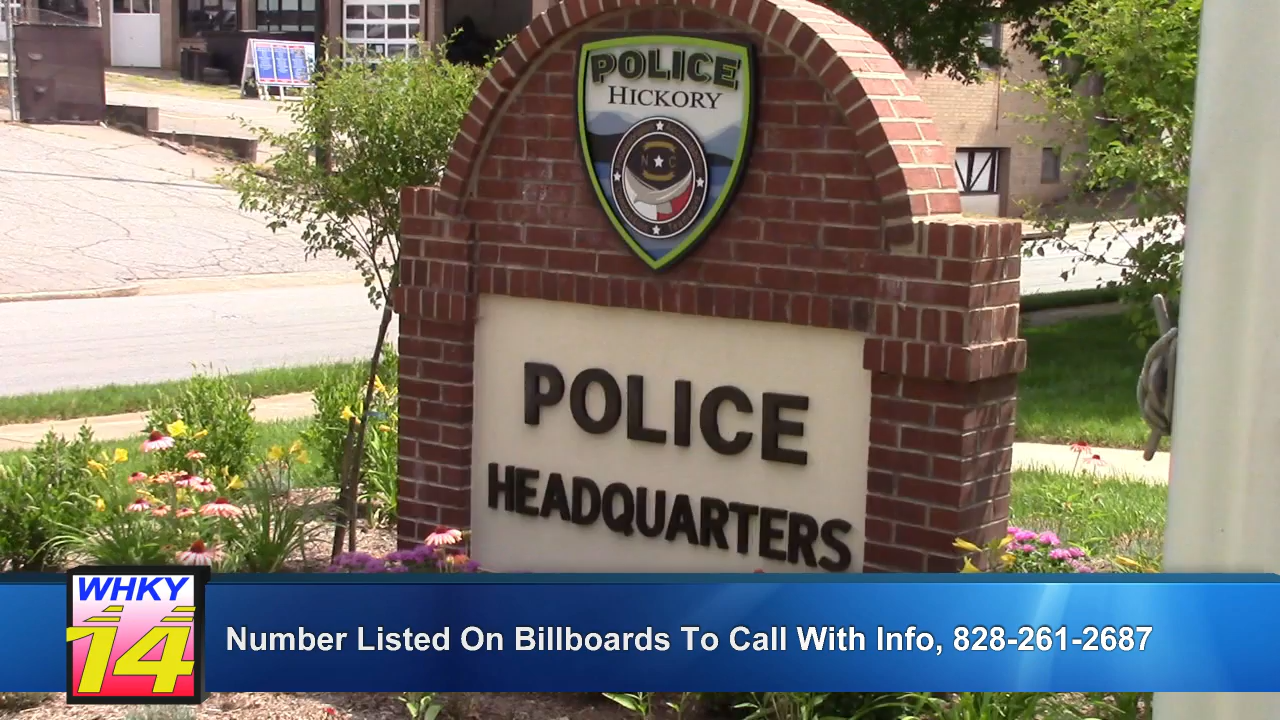 POLICE
HICKORY
N C
POLICE
HEADQUARTERS
WHKY
14
Number Listed On Billboards To Call With Info, 828-261-2687